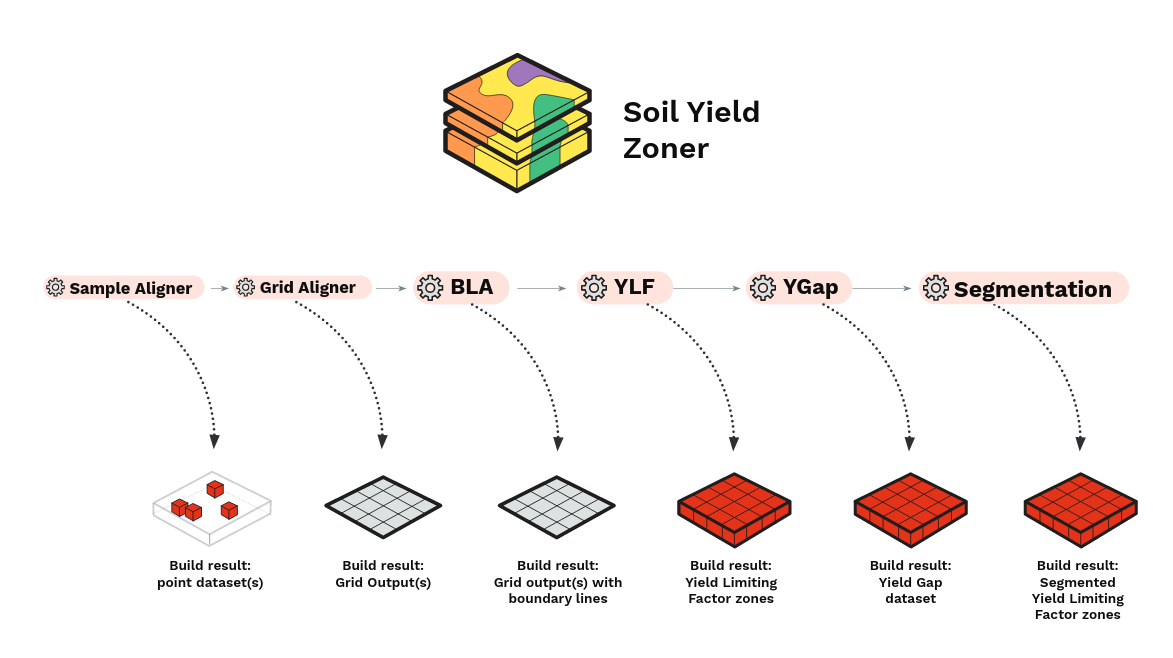 Soil Yield
Zoner
Sample Aligner
Grid Aligner
BLA
YLF
YGap
Segmentation
Build result:
point dataset(s)
Build result:
Grid Output(s)
Build result:
Grid output(s) with
boundary lines
Build result:
Yield Limiting
Factor zones
Build result:
Yield Gap
dataset
Build result:
Segmented
Yield Limiting
Factor zones